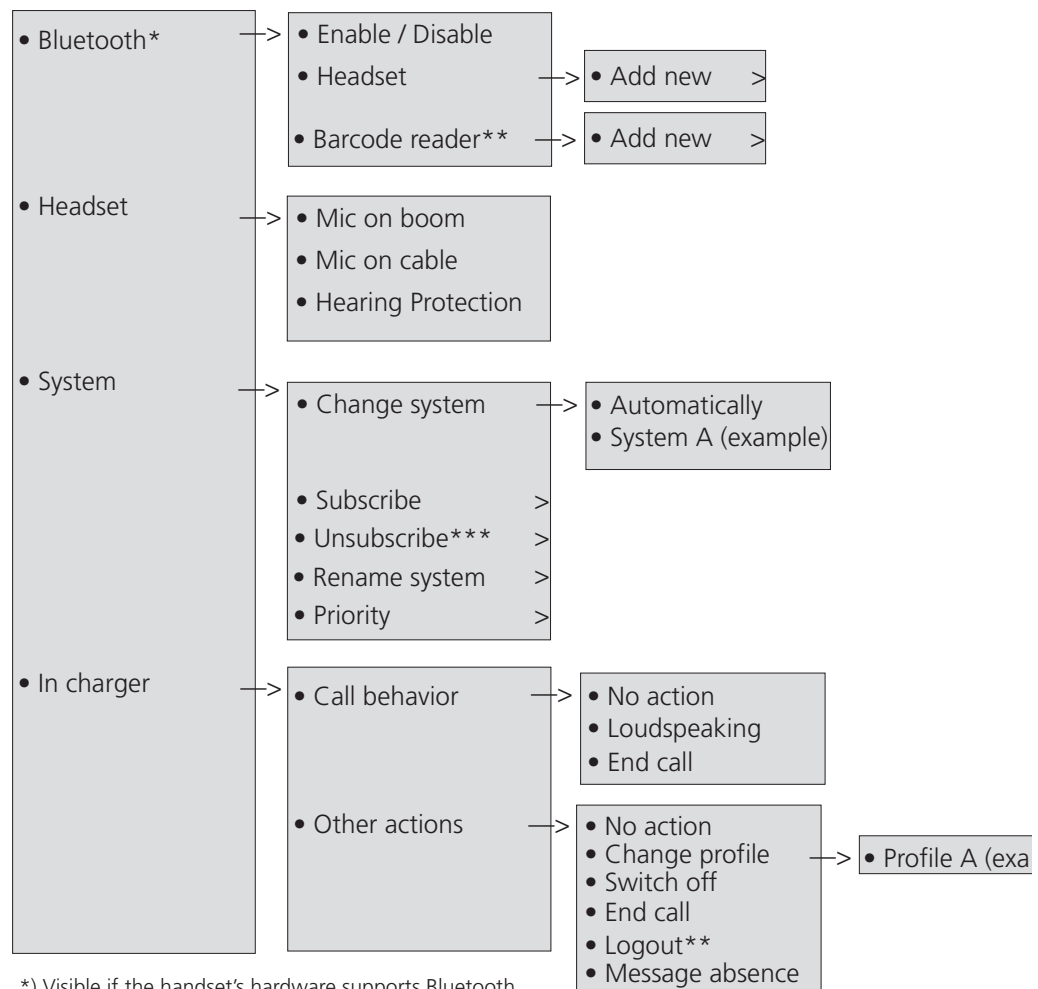 • Bluetooth* —>
• Enable / Disable
• Headset —>
• Add new >
• Barcode reader** —>
• Add new >
• Headset —>
• Mic on boom
• Mic on cable
• Hearing Protection
• System —>
• Change system —>
• Automatically
• System A (example)
• Subscribe >
• Unsubscribe*** >
• Rename system >
• Priority >
• In charger —>
• Call behavior —>
• No action
• Loudspeaking
• End call
• Other actions —>
• No action
• Change profile —>
• Profile A (exa
• Switch off
• End call
• Logout**
• Message absence
*) Visible if the handset's hardware supports Bluetooth